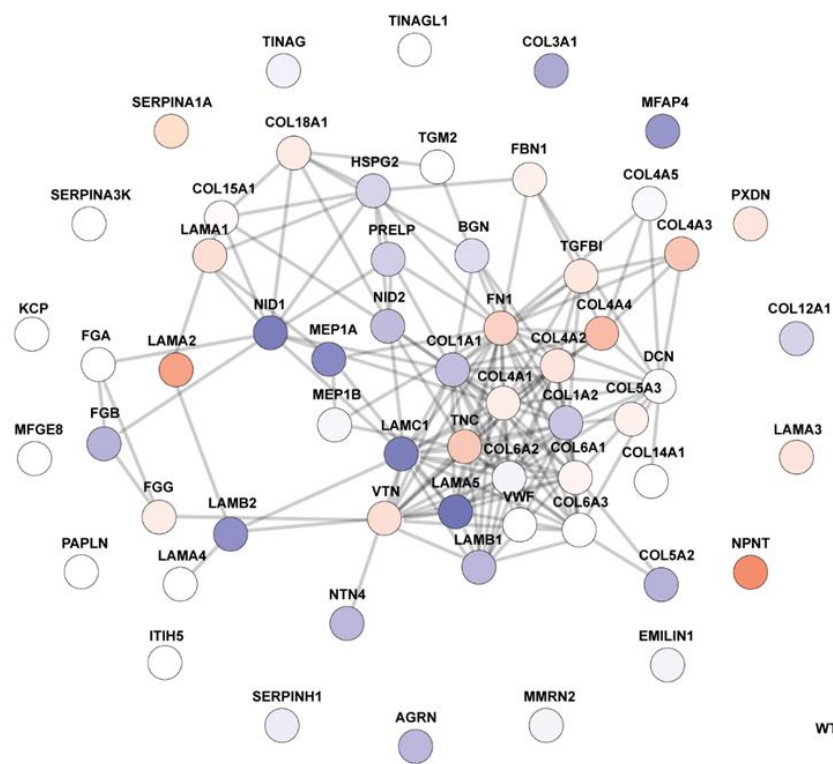 TINAGL1
TINAG
COL3A1
SERPINA1A
MFAP4
COL18A1
TGM2
FBN1
HSPG2
COL4A5
SERPINA3K
COL15A1
PXDN
LAMA1
PRELP
BGN
TGFBI
COL4A3
NID1
NID2
FN1
COL4A4
KCP
COL12A1
FGA
LAMA2
MEP1A
COL1A1
COL4A2
DCN
COL4A1
COL5A3
MEP1B
COL1A2
FGB
MFGE8
LAMC1
TNC
LAMA3
COL6A2
COL6A1
COL14A1
FGG
LAMA5
LAMB2
VTN
VWF
COL6A3
PAPLN
LAMA4
LAMB1
COL5A2
NPNT
NTN4
ITIH5
EMILIN1
SERPINH1
AGRN
MMRN2
WT